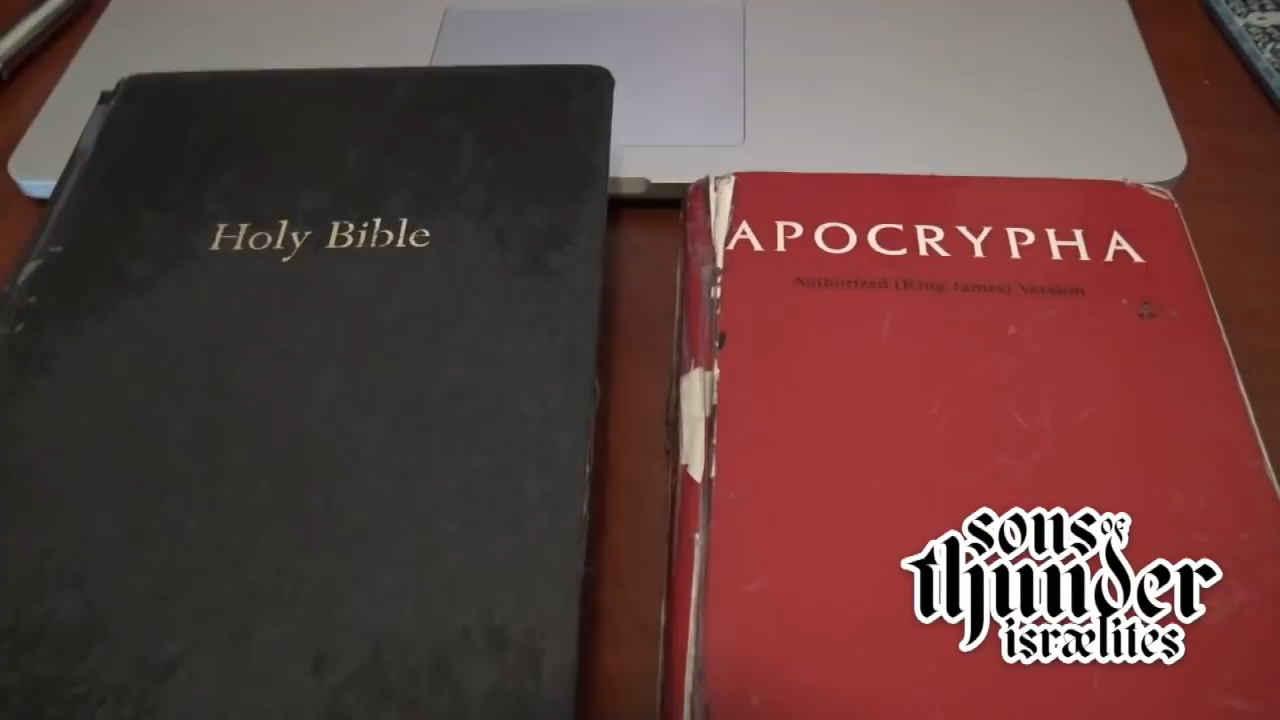 Holy Bible
APOCRYPHA
Authorized (King James) Version
sons of
thunder
israelites